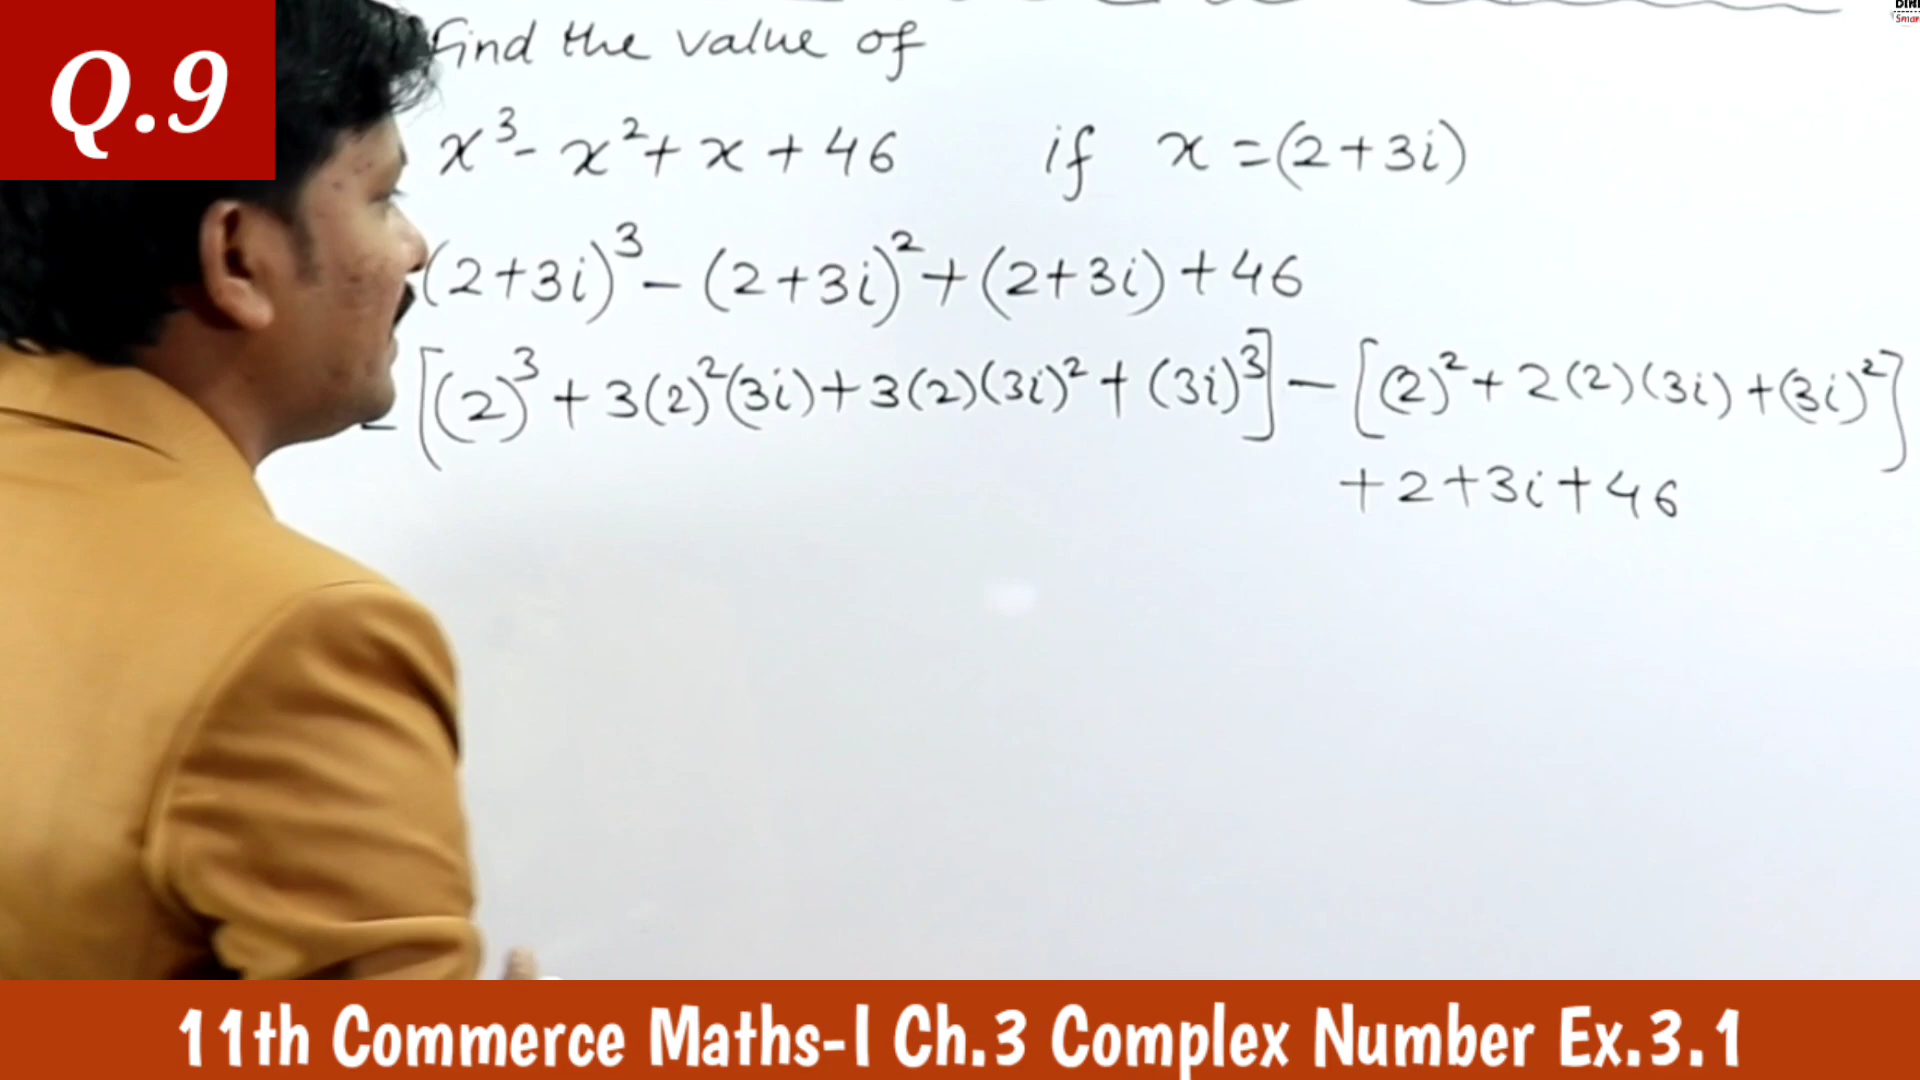 Q.9
Find the value of
x³ - x² + x + 46 if x = (2+3i)
(2+3i)³ - (2+3i)² + (2+3i) + 46
= [(2)³ + 3(2)²(3i) + 3(2)(3i)² + (3i)³] - [(2)² + 2(2)(3i) + (3i)²]
+ 2 + 3i + 46
11th Commerce Maths-I Ch.3 Complex Number Ex.3.1